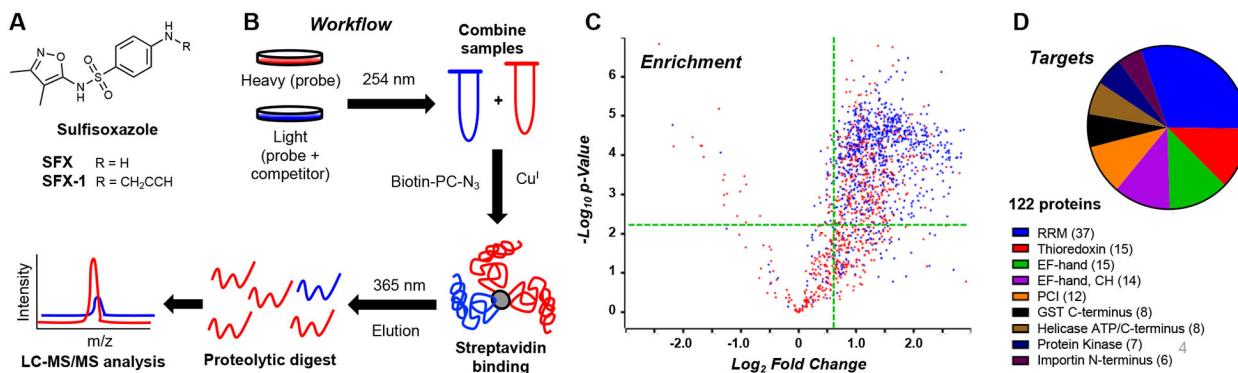 A
N
O
H
N
R
O
S
O
NH
Sulfisoxazole
SFX R = H
SFX-1 R = CH₂CCH
B
Workflow
Heavy (probe)
Light
(probe +
competitor)
254 nm
Combine
samples
+
Biotin-PC-N₃
Cuᴵ
Streptavidin
binding
365 nm
Elution
Proteolytic digest
Intensity
m/z
LC-MS/MS analysis
C
Enrichment
-Log₁₀ p-Value
6
5
4
3
2
1
0
-2.0
-1.0
0.0
1.0
2.0
Log₂ Fold Change
D
Targets
122 proteins
RRM (37)
Thioredoxin (15)
EF-hand (15)
EF-hand, CH (14)
PCI (12)
GST C-terminus (8)
Helicase ATP/C-terminus (8)
Protein Kinase (7)
Importin N-terminus (6)
4